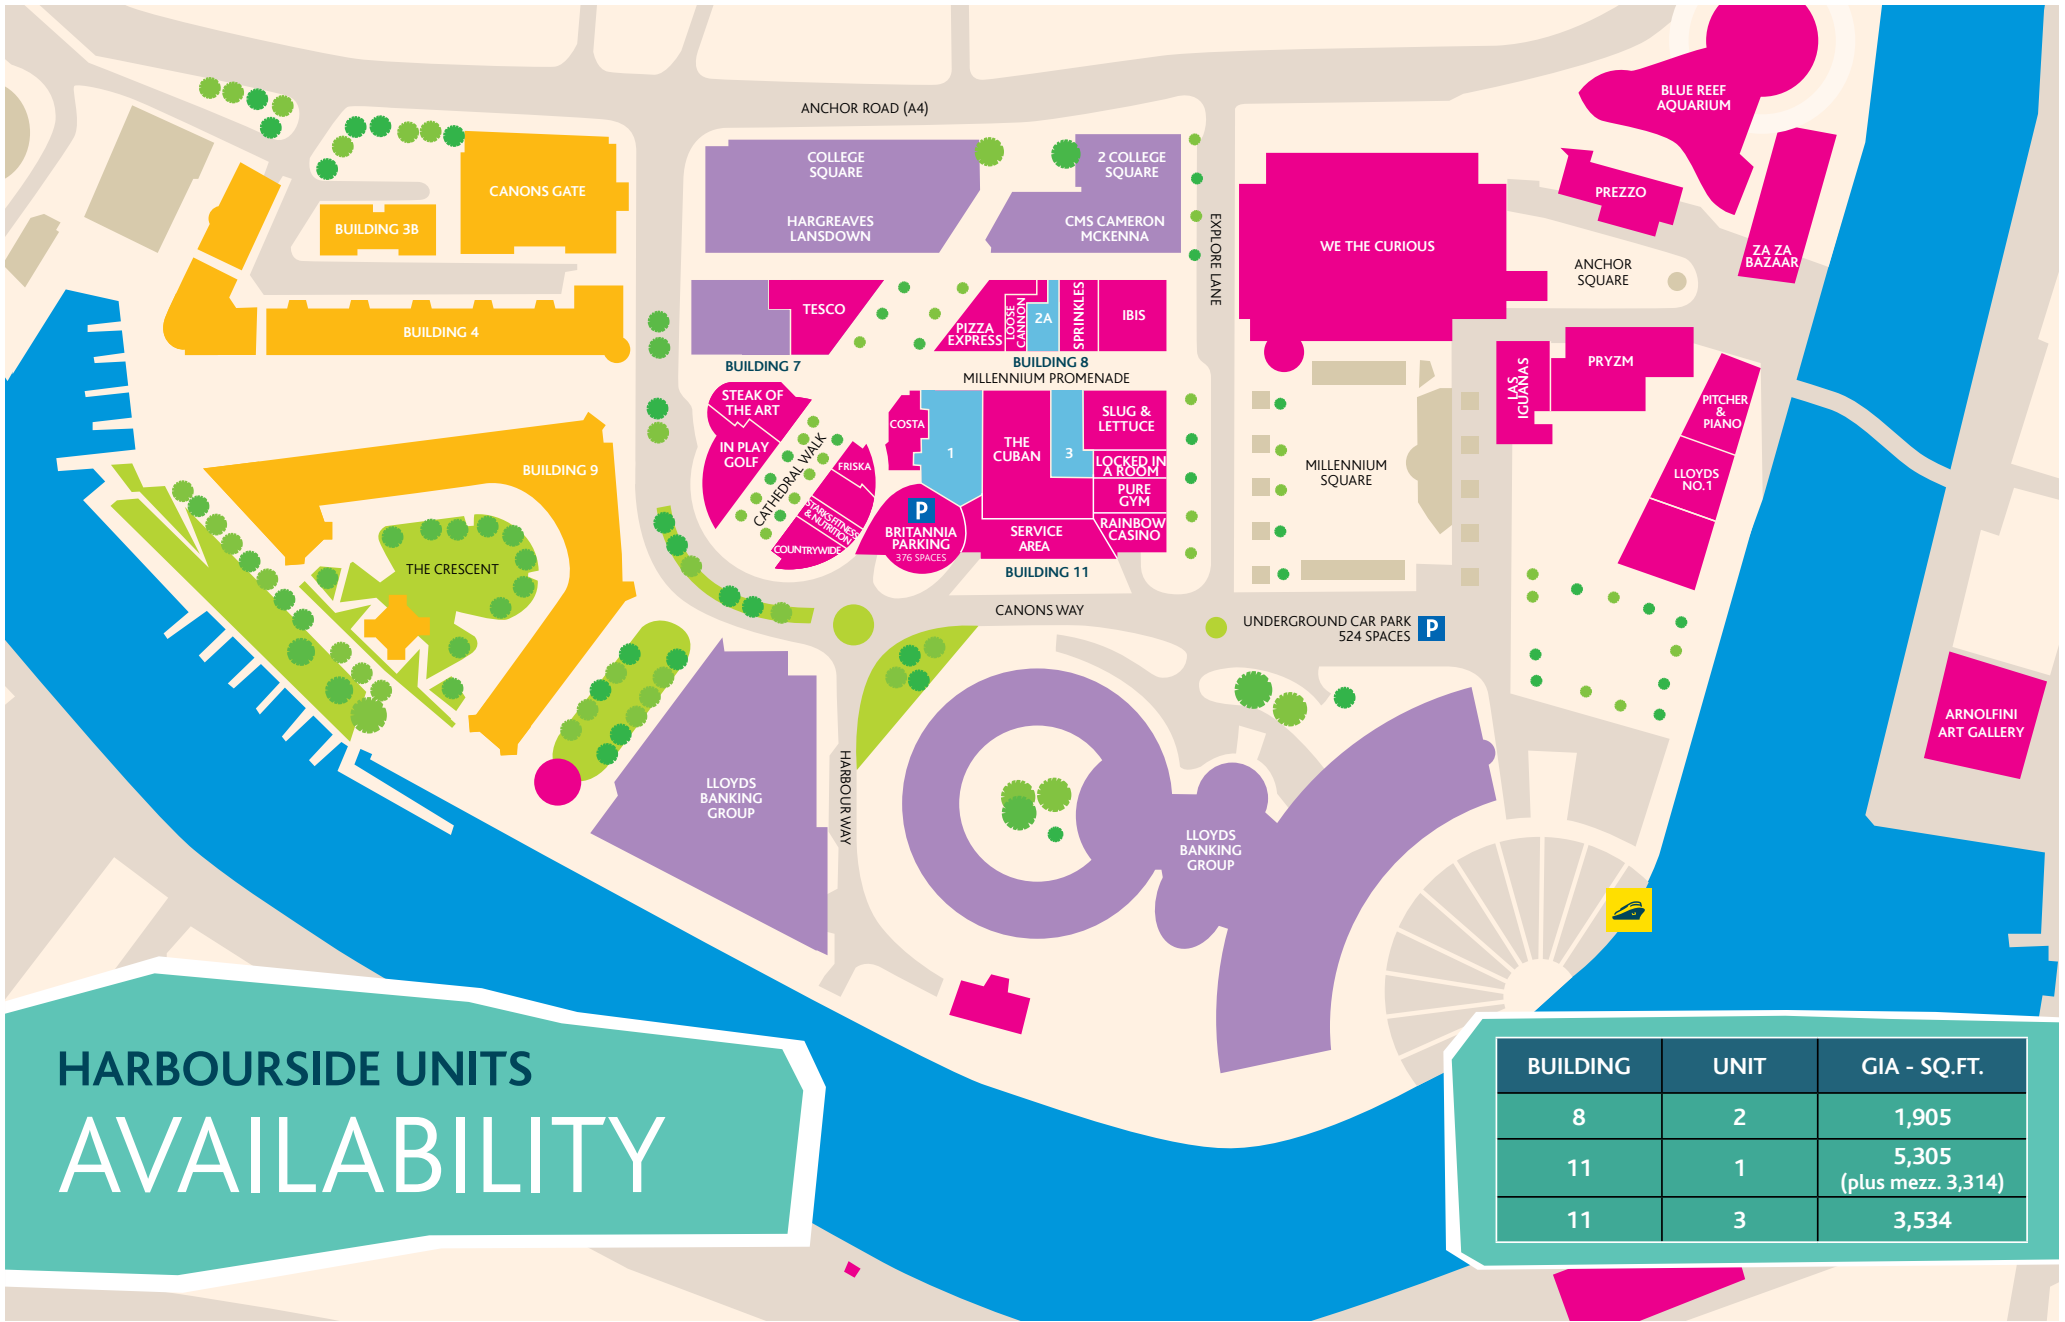 ANCHOR ROAD (A4)
BLUE REEF
AQUARIUM
COLLEGE
SQUARE
2 COLLEGE
SQUARE
CANONS GATE
PREZZO
BUILDING 3B
HARGREAVES
LANSDOWN
CMS CAMERON
MCKENNA
EXPLORE LANE
WE THE CURIOUS
ZA ZA
BAZAAR
ANCHOR
SQUARE
TESCO
PIZZA
EXPRESS
LOOSE
CANNON
2A
SPRINKLES
IBIS
BUILDING 4
BUILDING 7
BUILDING 8
MILLENNIUM PROMENADE
LAS
IGUANAS
PRYZM
STEAK OF
THE ART
PITCHER
&
PIANO
COSTA
SLUG &
LETTUCE
IN PLAY
GOLF
CATHEDRAL WALK
FRISKA
1
THE
CUBAN
3
LOCKED IN
A ROOM
BUILDING 9
MILLENNIUM
SQUARE
LLOYDS
NO.1
PURE
GYM
STARKS FITNESS
& NUTRITION
P
BRITANNIA
PARKING
376 SPACES
SERVICE
AREA
RAINBOW
CASINO
COUNTRYWIDE
THE CRESCENT
BUILDING 11
CANONS WAY
UNDERGROUND CAR PARK
524 SPACES
P
ARNOLFINI
ART GALLERY
HARBOUR WAY
LLOYDS
BANKING
GROUP
LLOYDS
BANKING
GROUP
HARBOURSIDE UNITS
AVAILABILITY
BUILDING UNIT GIA - SQ.FT.
8 2 1,905
11 1 5,305
(plus mezz. 3,314)
11 3 3,534